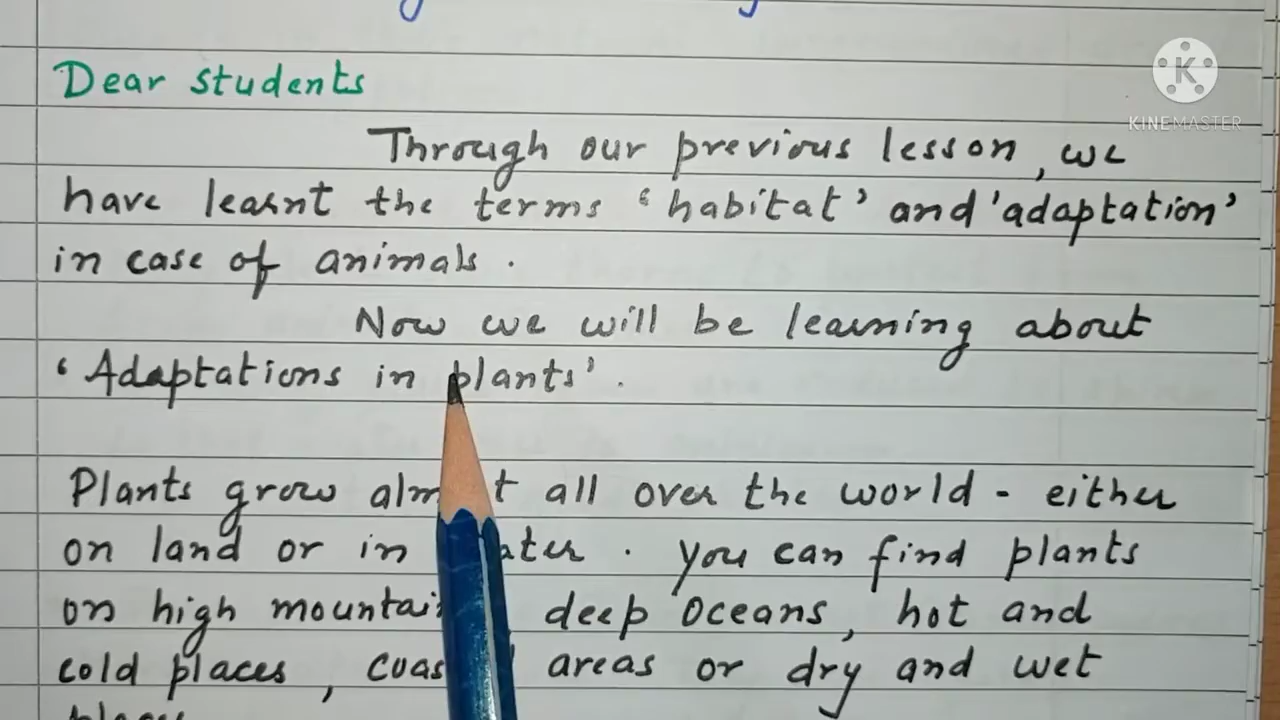 Dear students
KINEMASTER
Through our previous lesson, we
have learnt the terms 'habitat' and 'adaptation'
in case of animals.
Now we will be learning about
'Adaptations in plants'.
Plants grow t all over the world - either
on land or in . You can find plants
on high deep oceans, hot and
cold places, areas or dry and wet